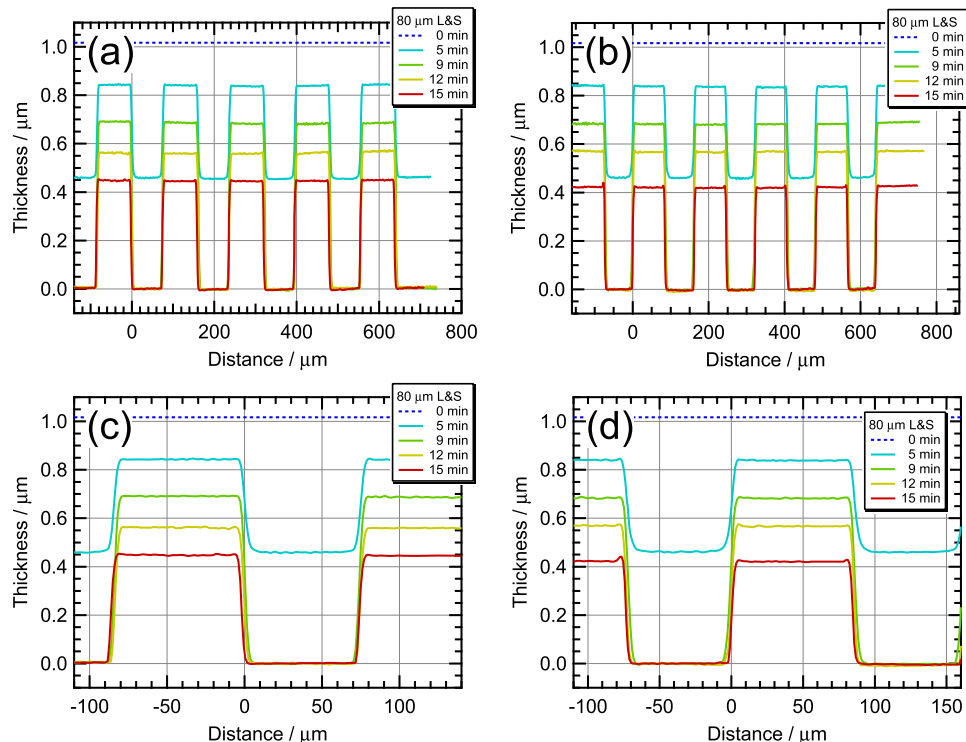 (a)
80 μm L&S
0 min
5 min
9 min
12 min
15 min
1.0
0.8
0.6
0.4
0.2
0.0
Thickness / μm
0 200 400 600 800
Distance / μm
(b)
80 μm L&S
0 min
5 min
9 min
12 min
15 min
1.0
0.8
0.6
0.4
0.2
0.0
Thickness / μm
0 200 400 600 800
Distance / μm
(c)
80 μm L&S
0 min
5 min
9 min
12 min
15 min
1.0
0.8
0.6
0.4
0.2
0.0
Thickness / μm
-100 -50 0 50 100
Distance / μm
(d)
80 μm L&S
0 min
5 min
9 min
12 min
15 min
1.0
0.8
0.6
0.4
0.2
0.0
Thickness / μm
-100 -50 0 50 100 150
Distance / μm